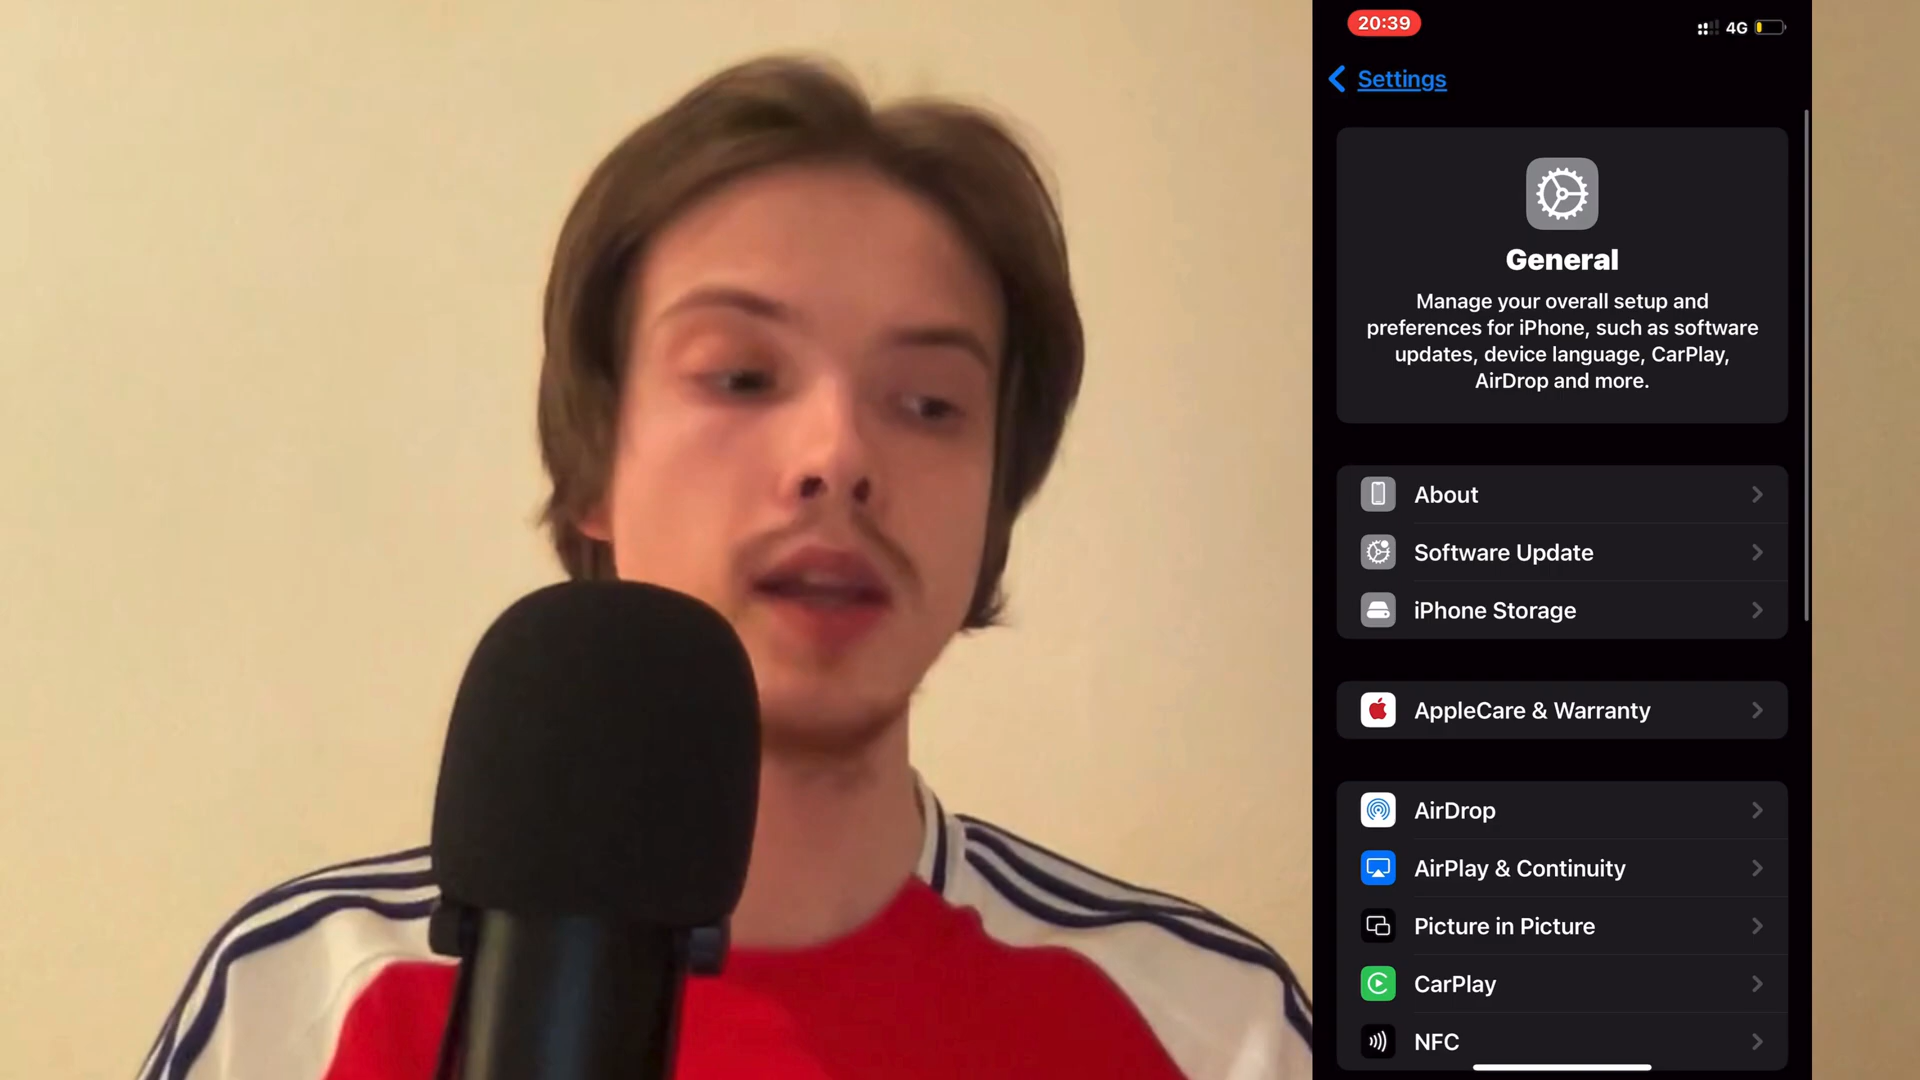 20:39
4G
Settings
General
Manage your overall setup and
preferences for iPhone, such as software
updates, device language, CarPlay,
AirDrop and more.
About
Software Update
iPhone Storage
AppleCare & Warranty
AirDrop
AirPlay & Continuity
Picture in Picture
CarPlay
NFC